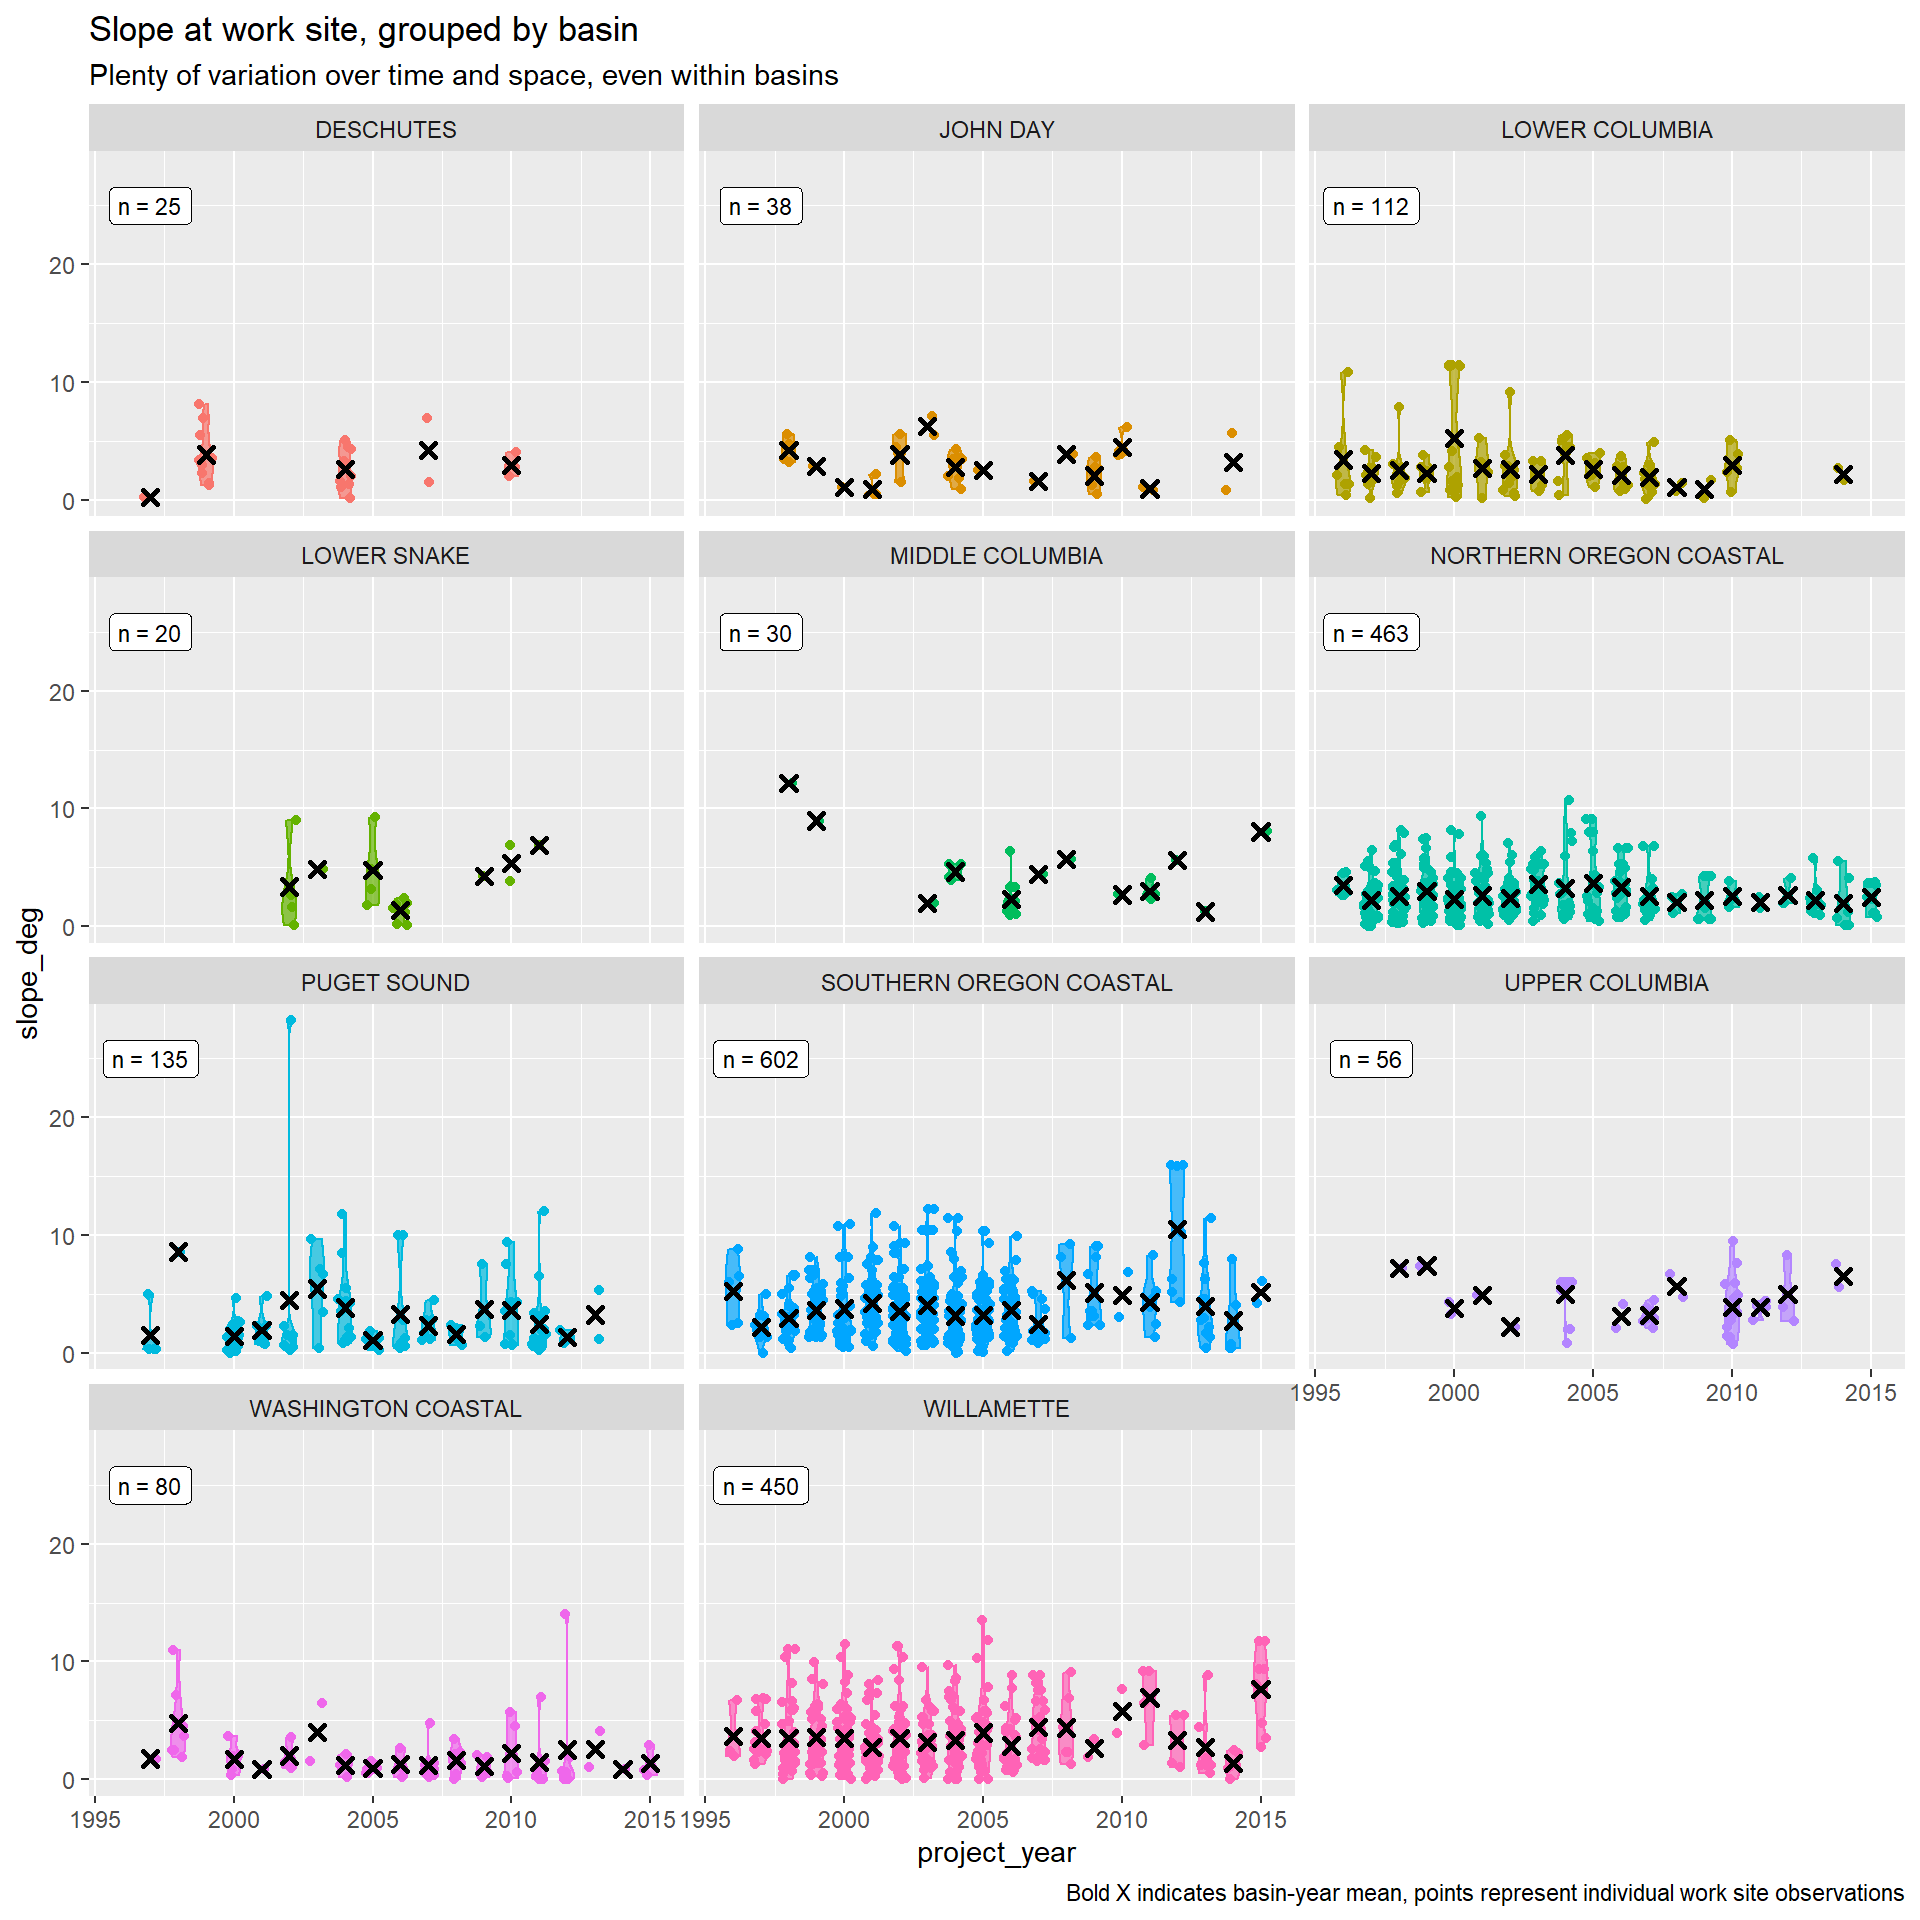 Slope at work site, grouped by basin
Plenty of variation over time and space, even within basins
DESCHUTES
JOHN DAY
LOWER COLUMBIA
n = 25
n = 38
n = 112
20
10
0
LOWER SNAKE
MIDDLE COLUMBIA
NORTHERN OREGON COASTAL
n = 20
n = 30
n = 463
20
10
0
slope_deg
PUGET SOUND
SOUTHERN OREGON COASTAL
UPPER COLUMBIA
n = 135
n = 602
n = 56
20
10
0
1995 2000 2005 2010 2015
WASHINGTON COASTAL
WILLAMETTE
n = 80
n = 450
20
10
0
1995 2000 2005 2010 2015
1995 2000 2005 2010 2015
project_year
Bold X indicates basin-year mean, points represent individual work site observations